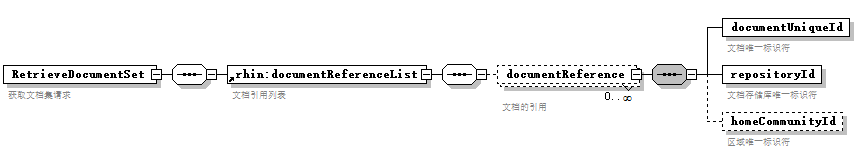 RetrieveDocumentSet
获取文档集请求
rhin:documentReferenceList
文档引用列表
documentReference
0..∞
文档的引用
documentUniqueId
文档唯一标识符
repositoryId
文档存储库唯一标识符
homeCommunityId
区域唯一标识符